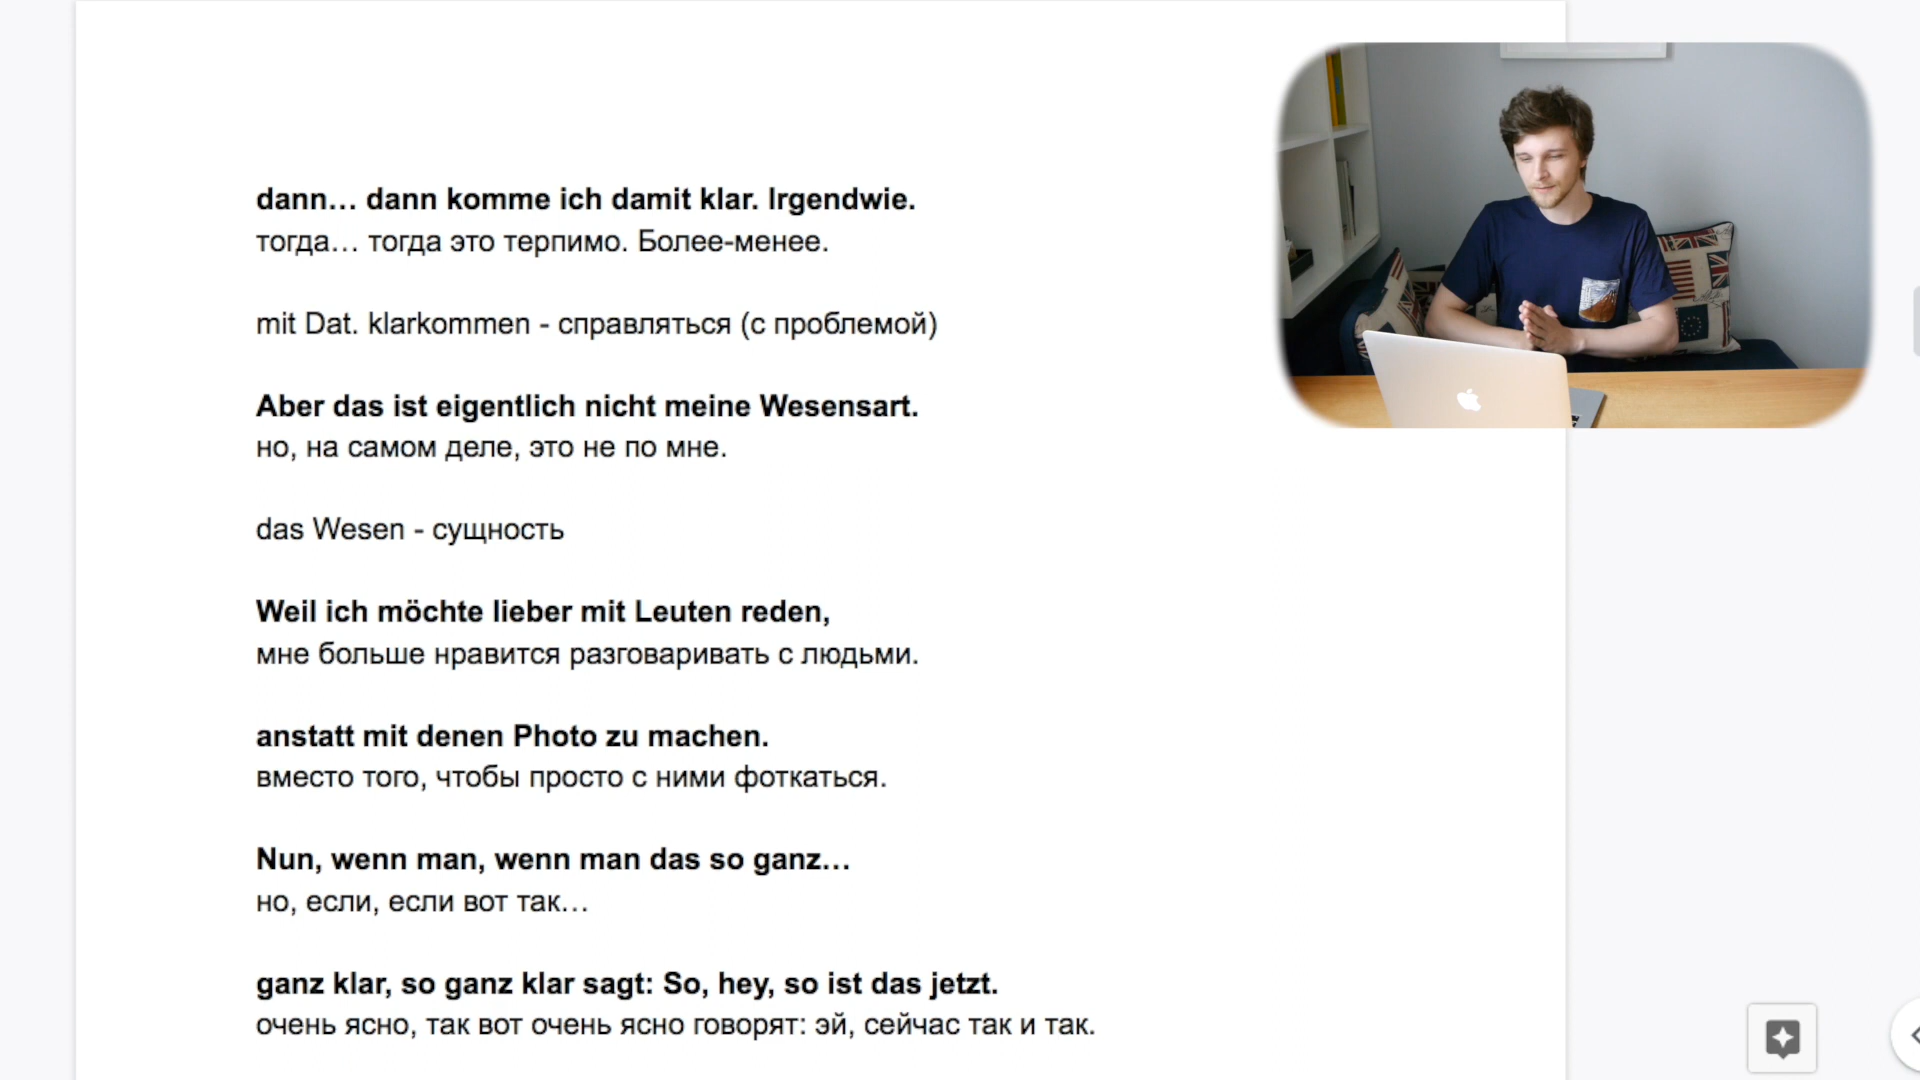 dann… dann komme ich damit klar. Irgendwie.
тогда… тогда это терпимо. Более-менее.
mit Dat. klarkommen - справляться (с проблемой)
Aber das ist eigentlich nicht meine Wesensart.
но, на самом деле, это не по мне.
das Wesen - сущность
Weil ich möchte lieber mit Leuten reden,
мне больше нравится разговаривать с людьми.
anstatt mit denen Photo zu machen.
вместо того, чтобы просто с ними фоткаться.
Nun, wenn man, wenn man das so ganz…
но, если, если вот так…
ganz klar, so ganz klar sagt: So, hey, so ist das jetzt.
очень ясно, так вот очень ясно говорят: эй, сейчас так и так.